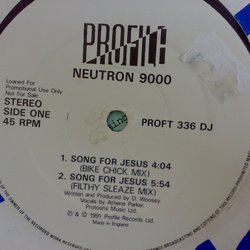 PROFILE
NEUTRON 9000
Loaned For
Promotional Use Only
Not For Sale
STEREO
SIDE ONE
45 RPM
PROFT 336 DJ
1. SONG FOR JESUS 4:04
(BIKE CHICK MIX)
2. SONG FOR JESUS 5:54
(FILTHY SLEAZE MIX)
Written and Produced by D. Woosey.
Vocals by Athene Parker.
Protoons Music Ltd.
℗ & © 1991 Profile Records Ltd.
Made in England